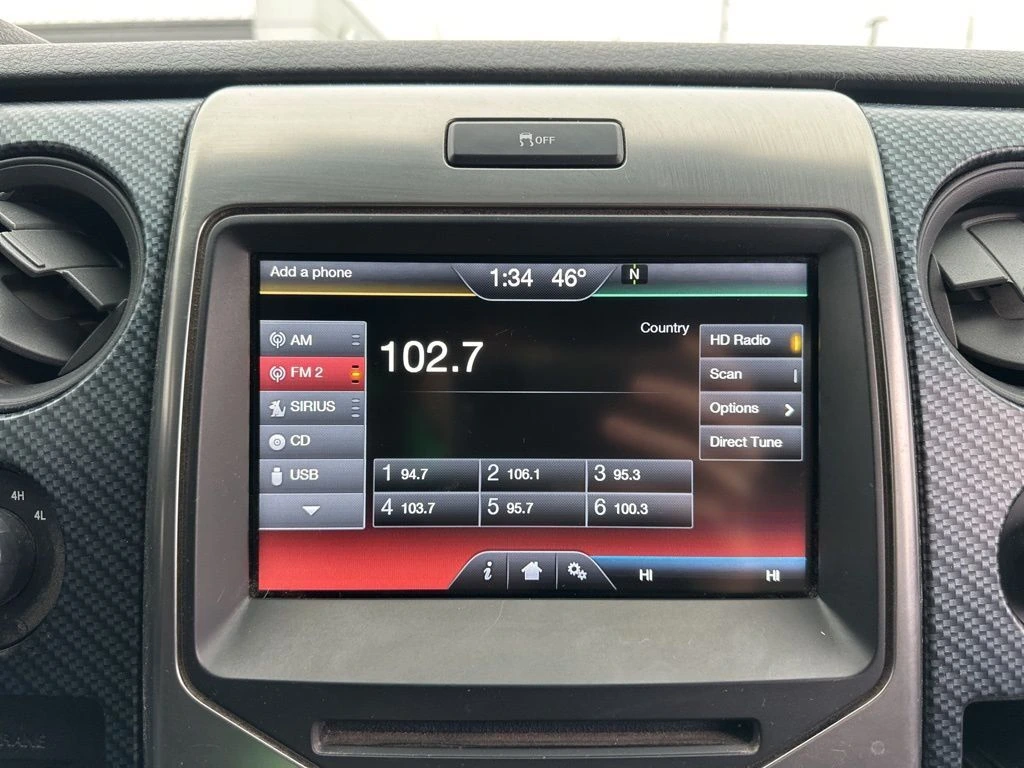 OFF
Add a phone 1:34 46° N
Country
102.7
AM
FM 2
SIRIUS
CD
USB
HD Radio
Scan
Options
Direct Tune
1 94.7 2 106.1 3 95.3
4 103.7 5 95.7 6 100.3
i HI HI
4H
4L